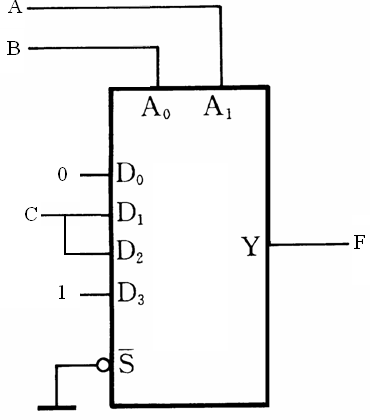 A
B
A₀ A₁
0 D₀
C D₁
D₂
Y F
1 D₃
S̅